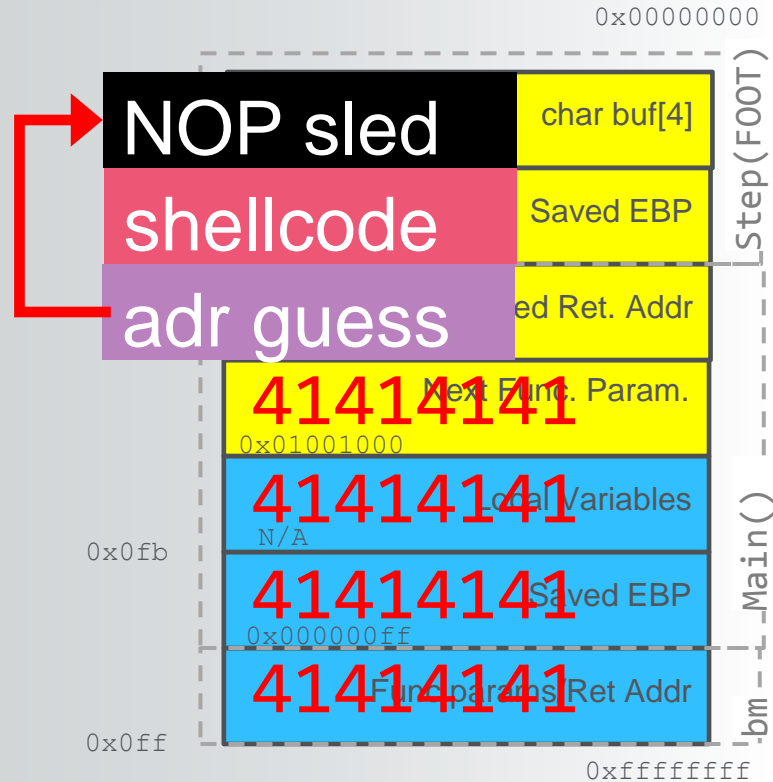 0x00000000
NOP sled
char buf[4]
shellcode
Saved EBP
Step(FOOT)
adr guess
ed Ret. Addr
41414141
Next Func. Param.
0x01001000
41414141
Local Variables
N/A
0x0fb
41414141
Saved EBP
0x000000ff
Main()
41414141
Func params/Ret Addr
bm
0x0ff
0xffffffff